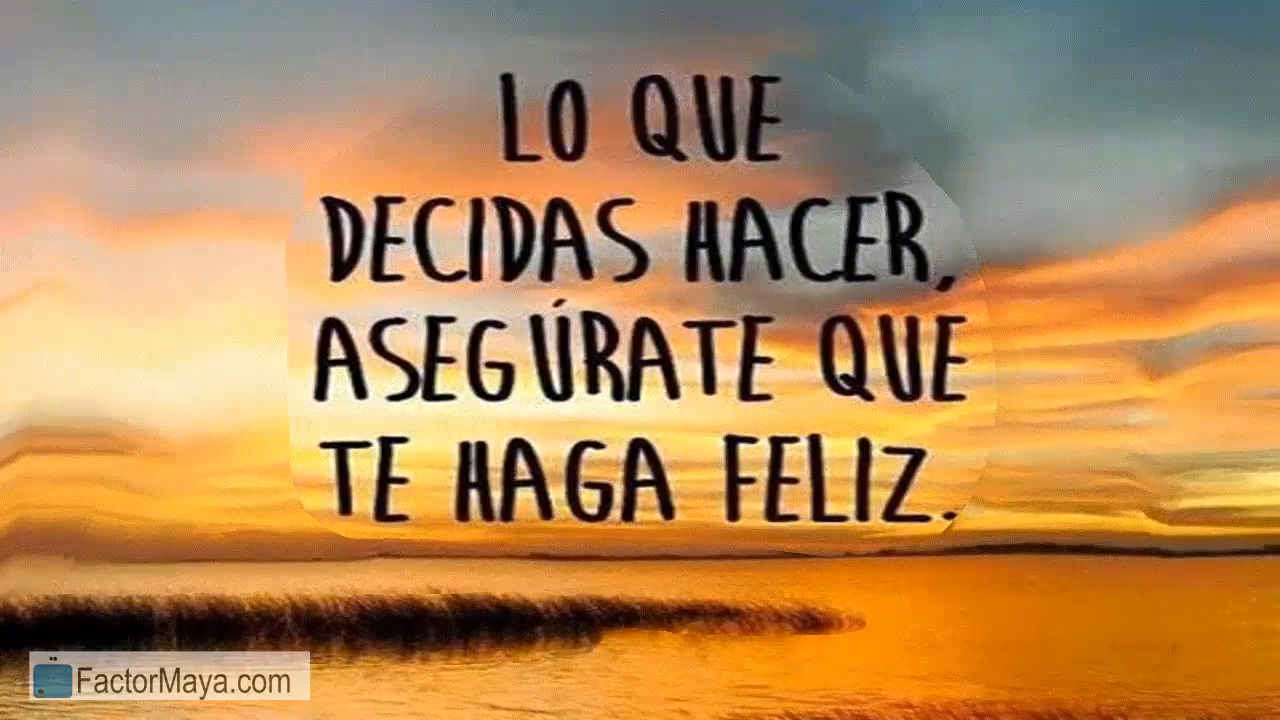 LO QUE
DECIDAS HACER,
ASEGÚRATE QUE
TE HAGA FELIZ.
FactorMaya.com